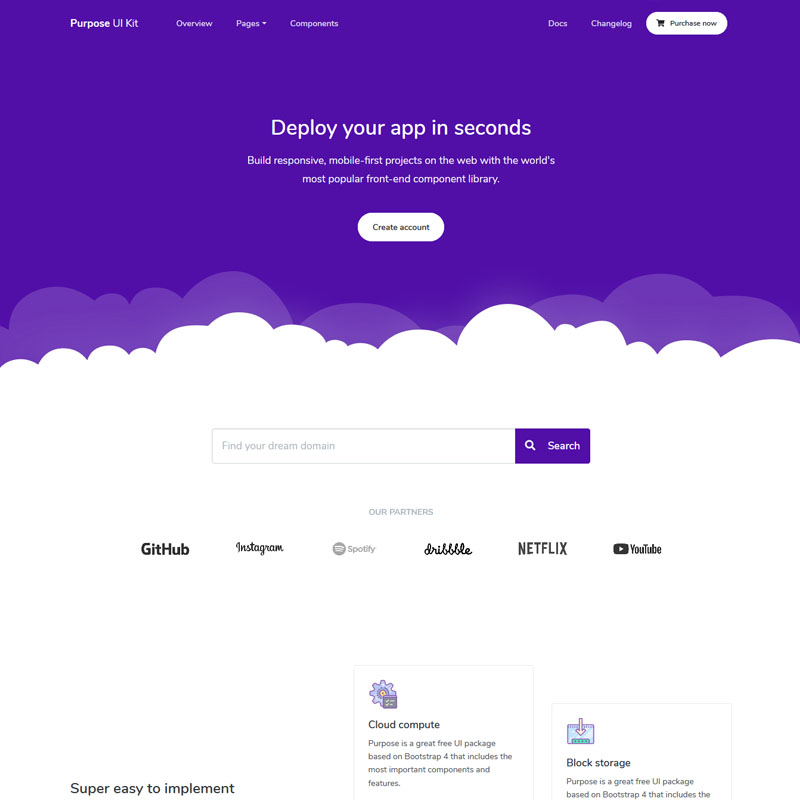 Purpose UI Kit Overview Pages Components Docs Changelog Purchase now
Deploy your app in seconds
Build responsive, mobile-first projects on the web with the world's
most popular front-end component library.
Create account
Find your dream domain Search
OUR PARTNERS
GitHub Instagram Spotify dribbble NETFLIX YouTube
Super easy to implement
Cloud compute
Purpose is a great free UI package
based on Bootstrap 4 that includes the
most important components and
features.
Block storage
Purpose is a great free UI package
based on Bootstrap 4 that includes the